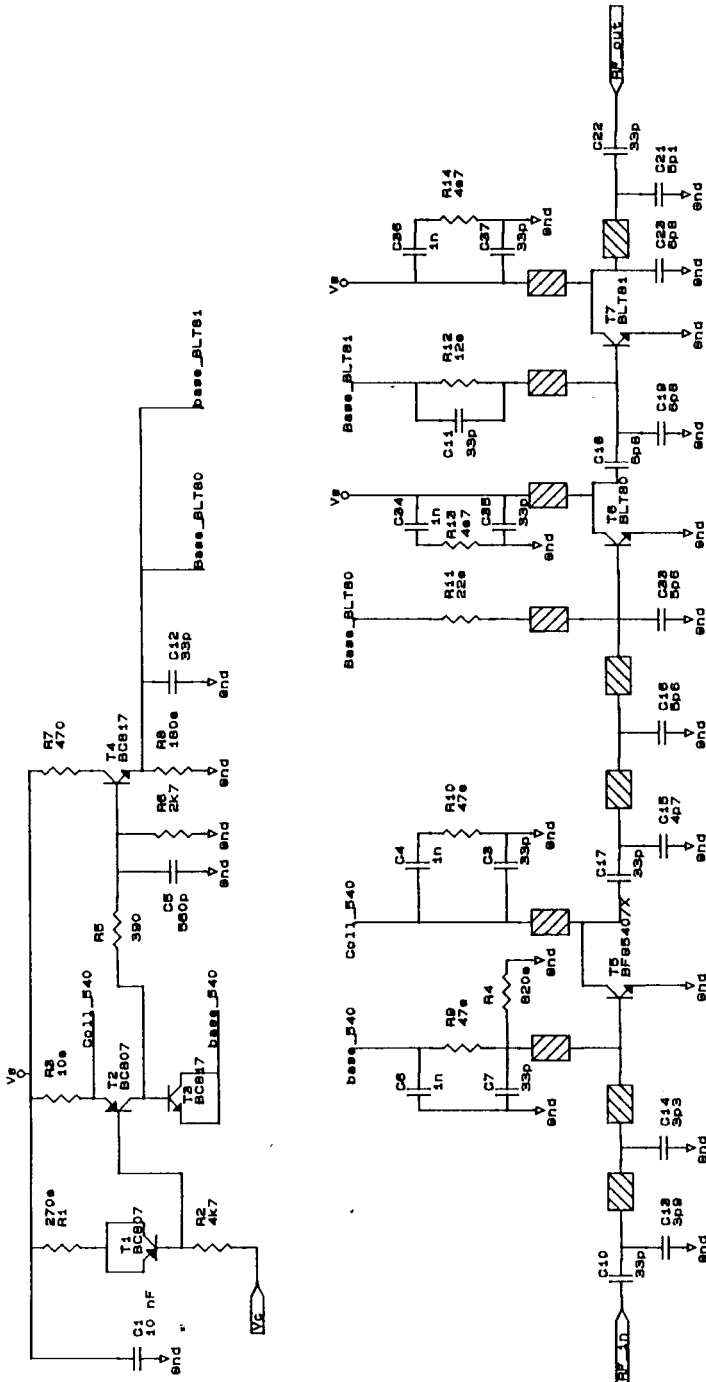 Vs
C1
10 nF
Gnd
270e
R1
T1
BC807
R2
4k7
Vc
R3
10e
Coll_540
T2
BC807
T3
BC817
base_540
R5
390
C5
560p
Gnd
R6
2k7
Gnd
R7
470
T4
BC817
R8
180e
Gnd
C12
33p
Gnd
Base_BLT80
base_BLT81
RF_in
C10
33p
C13
3p9
Gnd
C14
3p3
Gnd
base_540
C6
1n
R9
47e
C7
33p
Gnd
R4
820e
Gnd
T5
BFG540/X
Gnd
Coll_540
C4
1n
R10
47e
C3
33p
Gnd
C17
33p
C15
4p7
Gnd
C16
5p6
Gnd
Base_BLT80
R11
22e
C33
5p6
Gnd
Vs
C34
1n
R13
4e7
C35
33p
Gnd
T6
BLT80
Gnd
C18
6p8
C19
5p6
Gnd
Base_BLT81
C11
33p
R12
12e
Vs
C36
1n
R14
4e7
C37
33p
Gnd
T7
BLT81
Gnd
C23
6p8
Gnd
C21
5p1
Gnd
C22
33p
RF_out